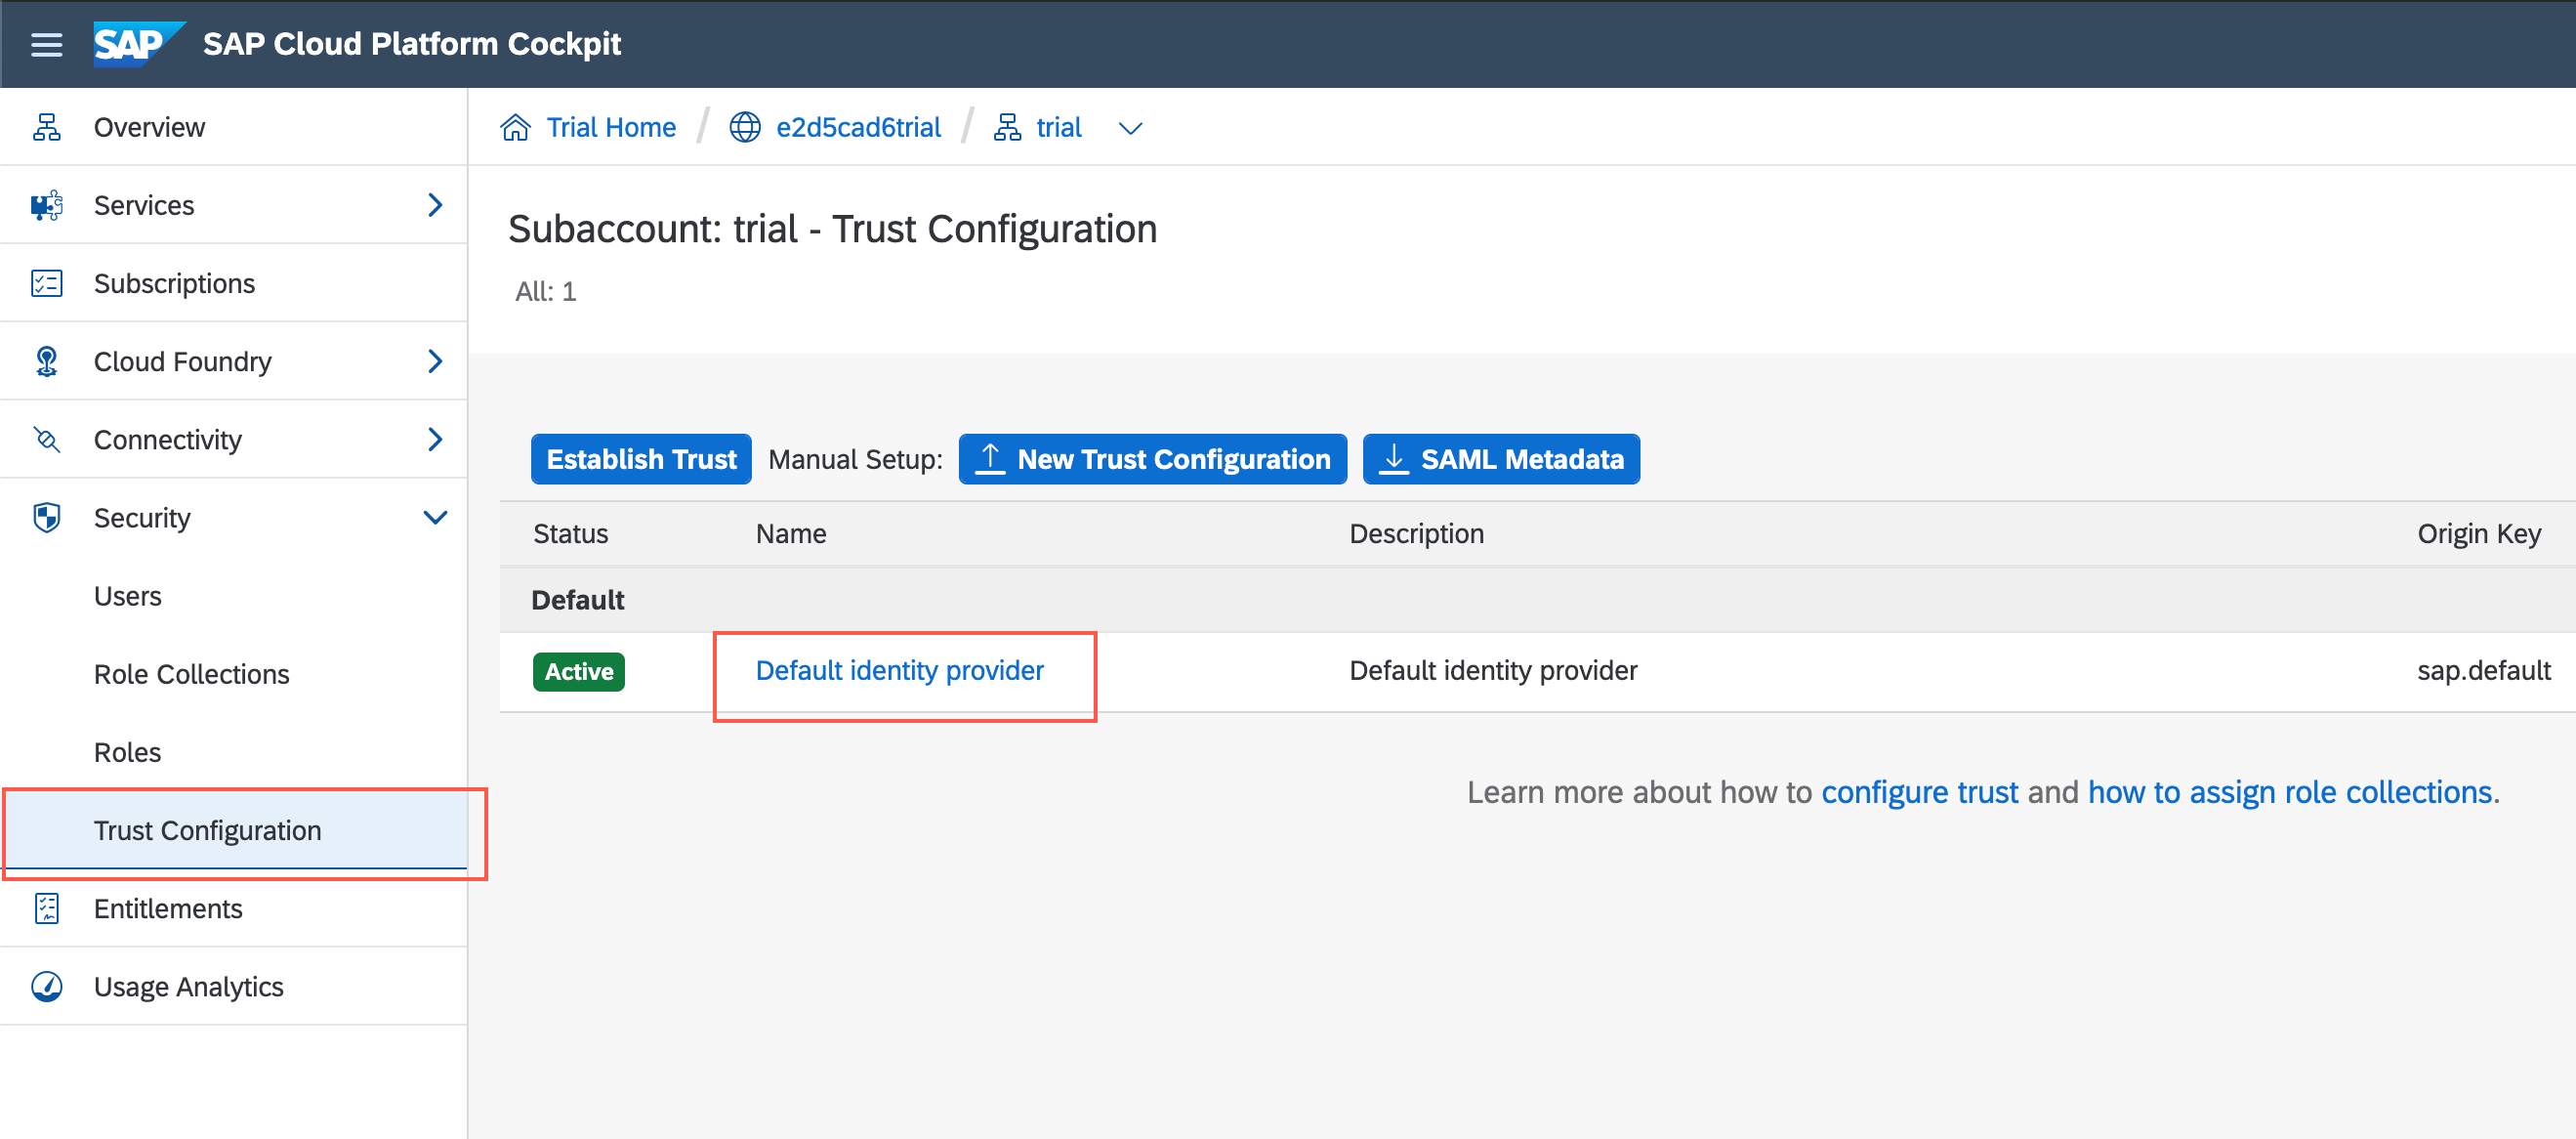 SAP SAP Cloud Platform Cockpit
Overview
Services
Subscriptions
Cloud Foundry
Connectivity
Security
Users
Role Collections
Roles
Trust Configuration
Entitlements
Usage Analytics
Trial Home / e2d5cad6trial / trial
Subaccount: trial - Trust Configuration
All: 1
Establish Trust Manual Setup: New Trust Configuration SAML Metadata
Status Name Description Origin Key
Default
Active Default identity provider Default identity provider sap.default
Learn more about how to configure trust and how to assign role collections.